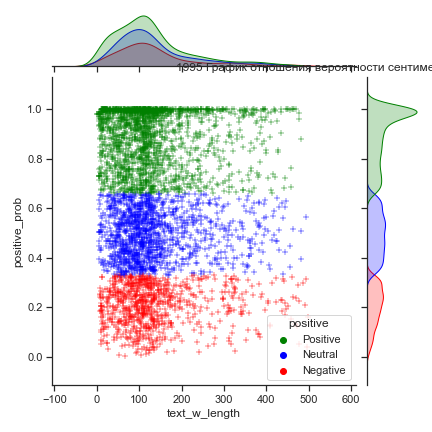 1995 График отношения вероятности сентиме
1.0
0.8
0.6
0.4
0.2
0.0
positive_prob
positive
Positive
Neutral
Negative
−100 0 100 200 300 400 500 600
text_w_length